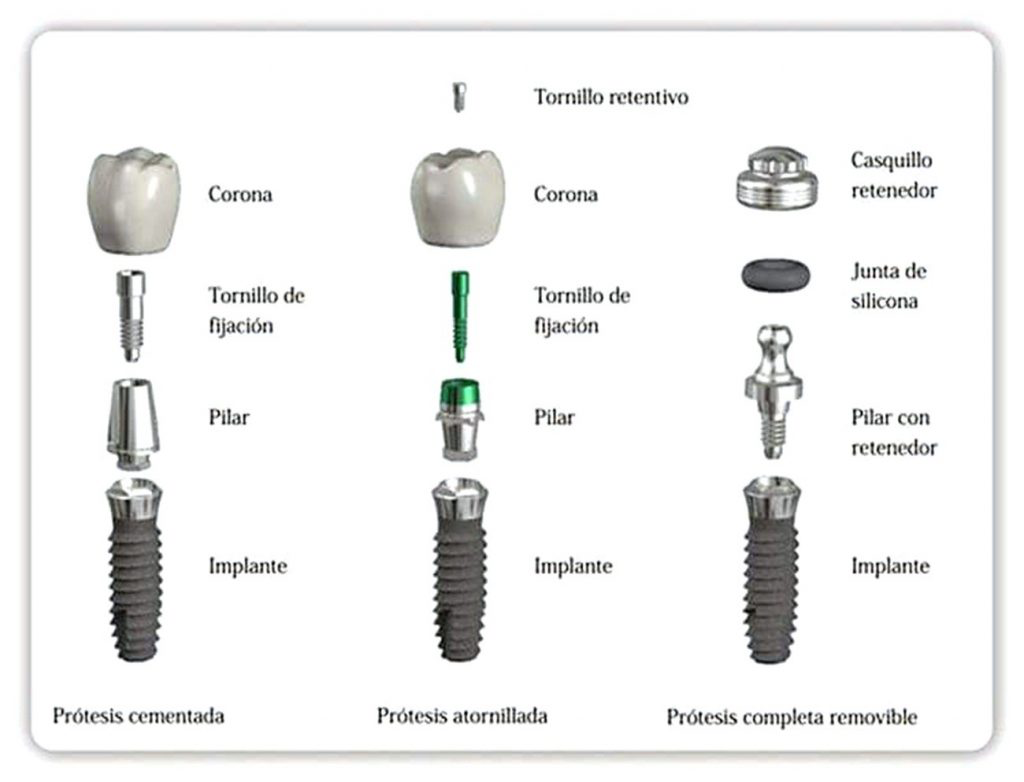 Tornillo retentivo
Corona
Corona
Casquillo
retenedor
Tornillo de
fijación
Tornillo de
fijación
Junta de
silicona
Pilar
Pilar
Pilar con
retenedor
Implante
Implante
Implante
Prótesis cementada
Prótesis atornillada
Prótesis completa removible